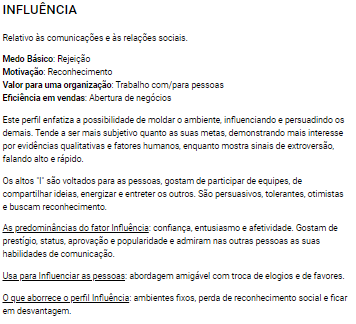 INFLUÊNCIA
Relativo às comunicações e às relações sociais.
Medo Básico: Rejeição
Motivação: Reconhecimento
Valor para uma organização: Trabalho com/para pessoas
Eficiência em vendas: Abertura de negócios
Este perfil enfatiza a possibilidade de moldar o ambiente, influenciando e persuadindo os
demais. Tende a ser mais subjetivo quanto as suas metas, demonstrando mais interesse
por evidências qualitativas e fatores humanos, enquanto mostra sinais de extroversão,
falando alto e rápido.
Os altos "I" são voltados para as pessoas, gostam de participar de equipes, de
compartilhar ideias, energizar e entreter os outros. São persuasivos, tolerantes, otimistas
e buscam reconhecimento.
As predominâncias do fator Influência: confiança, entusiasmo e afetividade. Gostam de
prestígio, status, aprovação e popularidade e admiram nas outras pessoas as suas
habilidades de comunicação.
Usa para Influenciar as pessoas: abordagem amigável com troca de elogios e de favores.
O que aborrece o perfil Influência: ambientes fixos, perda de reconhecimento social e ficar
em desvantagem.